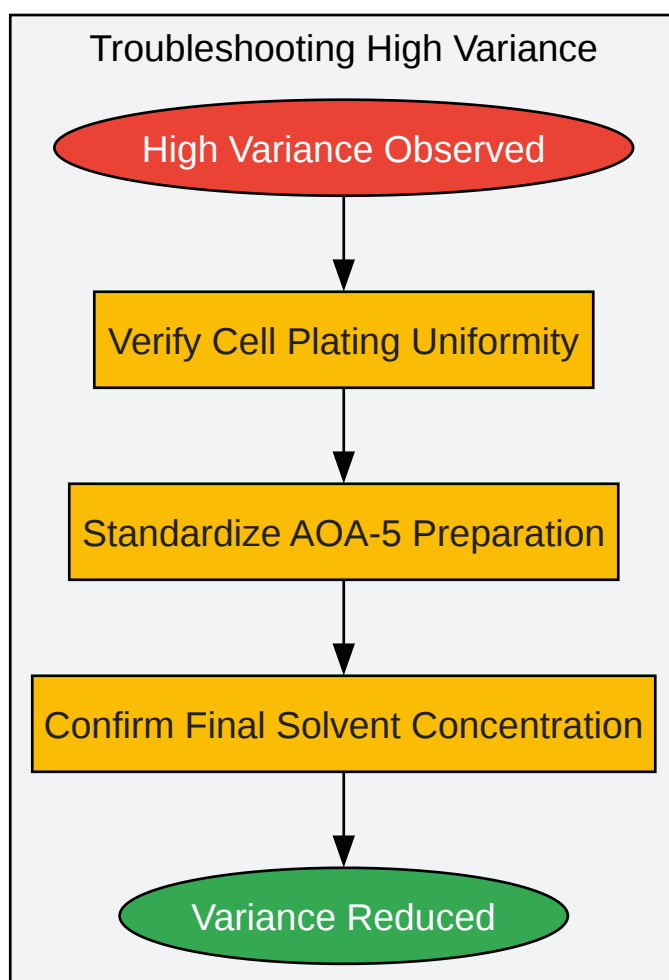 Troubleshooting High Variance
High Variance Observed
Verify Cell Plating Uniformity
Standardize AOA-5 Preparation
Confirm Final Solvent Concentration
Variance Reduced